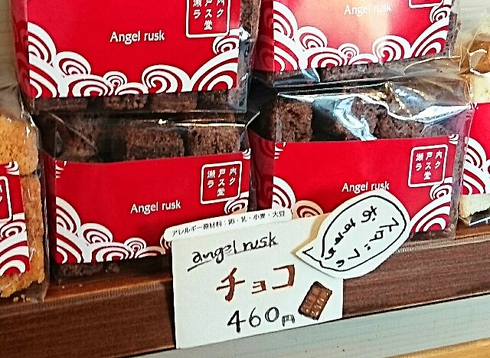 Angel rusk
瀬戸内
ラスク堂
Angel rusk
Angel rusk
瀬戸内
ラスク堂
アレルギー原材料:卵・乳・小麦・大豆
angel rusk
チョコ
460円